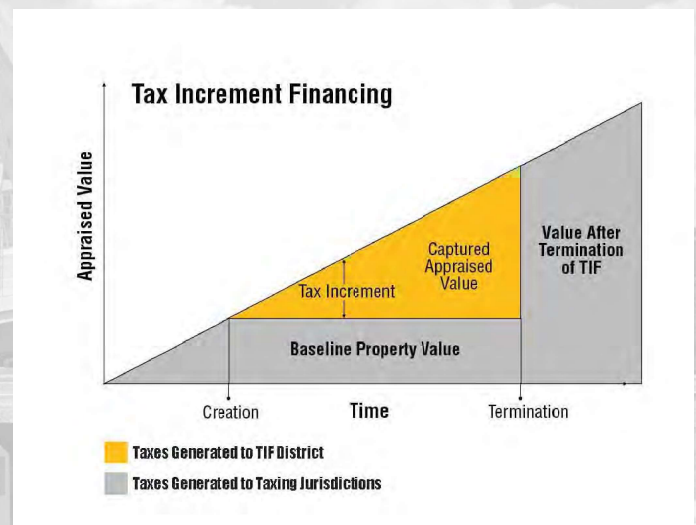 Tax Increment Financing
Appraised Value
Captured
Appraised
Value
Value After
Termination
of TIF
Tax Increment
Baseline Property Value
Creation
Time
Termination
Taxes Generated to TIF District
Taxes Generated to Taxing Jurisdictions